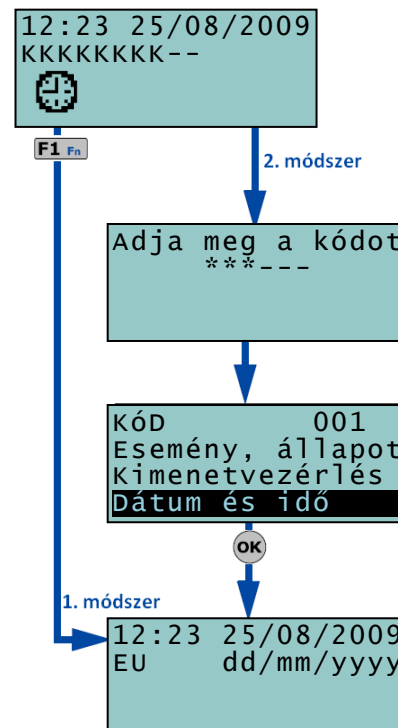 12:23 25/08/2009
KKKKKKKK--
F1 Fn
2. módszer
Adja meg a kódot
***---
KóD 001
Esemény, állapot
Kimenetvezérlés
Dátum és idő
OK
1. módszer
12:23 25/08/2009
EU dd/mm/yyyy